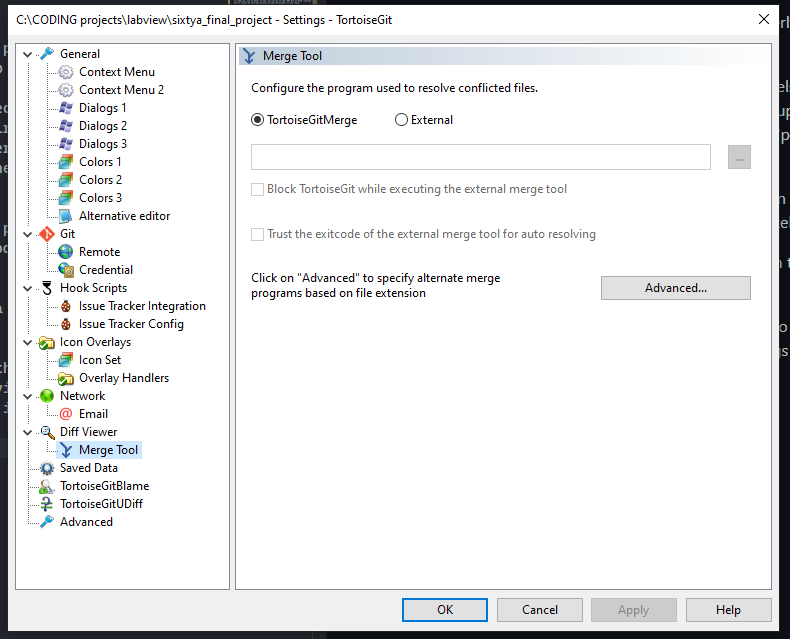 C:\CODING projects\labview\sixtya_final_project - Settings - TortoiseGit
General
Context Menu
Context Menu 2
Dialogs 1
Dialogs 2
Dialogs 3
Colors 1
Colors 2
Colors 3
Alternative editor
Git
Remote
Credential
Hook Scripts
Issue Tracker Integration
Issue Tracker Config
Icon Overlays
Icon Set
Overlay Handlers
Network
Email
Diff Viewer
Merge Tool
Saved Data
TortoiseGitBlame
TortoiseGitUDiff
Advanced
Merge Tool
Configure the program used to resolve conflicted files.
TortoiseGitMerge
External
...
Block TortoiseGit while executing the external merge tool
Trust the exitcode of the external merge tool for auto resolving
Click on "Advanced" to specify alternate merge
programs based on file extension
Advanced...
OK
Cancel
Apply
Help